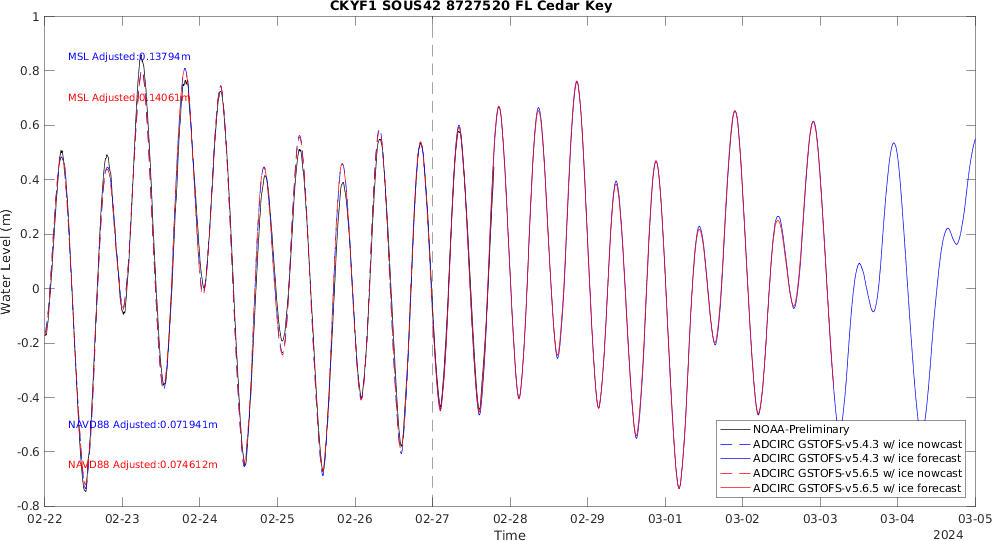 CKYF1 SOUS42 8727520 FL Cedar Key
1
0.8
0.6
0.4
0.2
0
-0.2
-0.4
-0.6
-0.8
Water Level (m)
MSL Adjusted:0.13794m
MSL Adjusted:0.14061m
NAVD88 Adjusted:0.071941m
NAVD88 Adjusted:0.074612m
NOAA-Preliminary
ADCIRC GSTOFS-v5.4.3 w/ ice nowcast
ADCIRC GSTOFS-v5.4.3 w/ ice forecast
ADCIRC GSTOFS-v5.6.5 w/ ice nowcast
ADCIRC GSTOFS-v5.6.5 w/ ice forecast
02-22 02-23 02-24 02-25 02-26 02-27 02-28 02-29 03-01 03-02 03-03 03-04 03-05
Time
2024